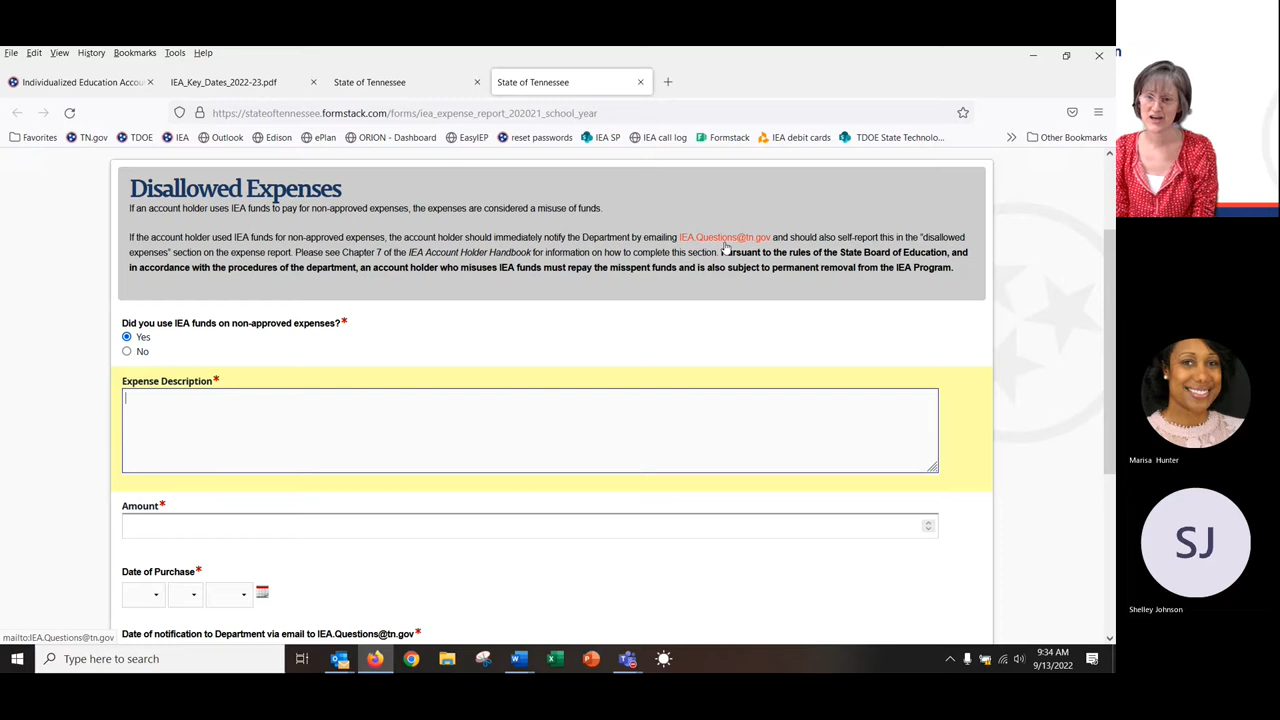 File Edit View History Bookmarks Tools Help
Individualized Education Accou
IEA_Key_Dates_2022-23.pdf
State of Tennessee
State of Tennessee
https://stateoftennessee.formstack.com/forms/iea_expense_report_202021_school_year
Favorites TN.gov TDOE IEA Outlook Edison ePlan ORION - Dashboard EasyIEP reset passwords IEA SP IEA call log Formstack IEA debit cards TDOE State Technolo... Other Bookmarks
Disallowed Expenses
If an account holder uses IEA funds to pay for non-approved expenses, the expenses are considered a misuse of funds.
If the account holder used IEA funds for non-approved expenses, the account holder should immediately notify the Department by emailing IEA.Questions@tn.gov and should also self-report this in the "disallowed
expenses" section on the expense report. Please see Chapter 7 of the IEA Account Holder Handbook for information on how to complete this section. Pursuant to the rules of the State Board of Education, and
in accordance with the procedures of the department, an account holder who misuses IEA funds must repay the misspent funds and is also subject to permanent removal from the IEA Program.
Did you use IEA funds on non-approved expenses?*
Yes
No
Expense Description*
Amount*
Date of Purchase*
Date of notification to Department via email to IEA.Questions@tn.gov*
mailto:IEA.Questions@tn.gov
Type here to search
9:34 AM
9/13/2022
Marisa Hunter
SJ
Shelley Johnson